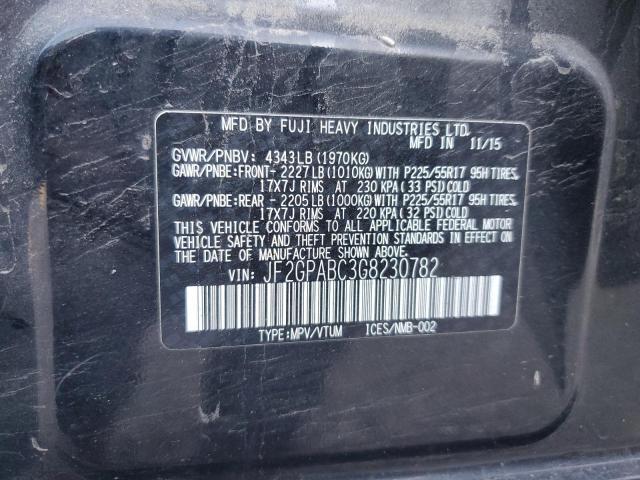 MFD BY FUJI HEAVY INDUSTRIES LTD.
MFD IN 11/15
GVWR/PNBV: 4343LB(1970KG)
GAWR/PNBE:FRONT- 2227LB(1010KG)WITH P225/55R17 95H TIRES,
17X7J RIMS AT 230 KPA(33 PSI)COLD
GAWR/PNBE:REAR - 2205LB(1000KG)WITH P225/55R17 95H TIRES,
17X7J RIMS AT 220 KPA(32 PSI)COLD
THIS VEHICLE CONFORMS TO ALL APPLICABLE FEDERAL MOTOR
VEHICLE SAFETY AND THEFT PREVENTION STANDARDS IN EFFECT ON
THE DATE OF MANUFACTURE SHOWN ABOVE.
VIN: JF2GPABC3G8230782
TYPE:MPV/VTUM ICES/NMB-002